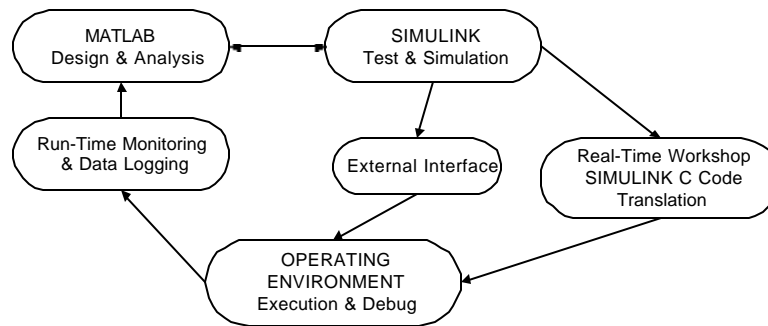 MATLAB
Design & Analysis
SIMULINK
Test & Simulation
Run-Time Monitoring
& Data Logging
External Interface
Real-Time Workshop
SIMULINK C Code
Translation
OPERATING
ENVIRONMENT
Execution & Debug